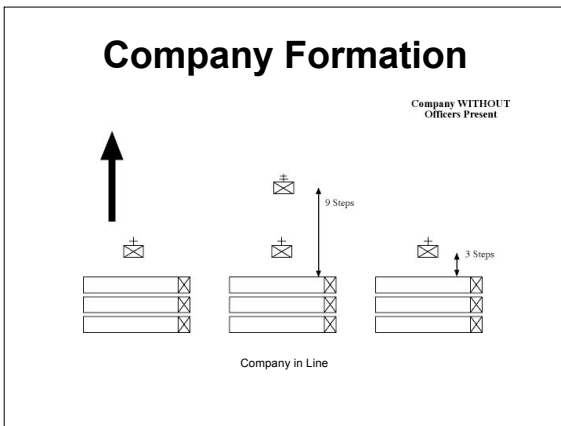 Company Formation
Company WITHOUT
Officers Present
9 Steps
3 Steps
Company in Line